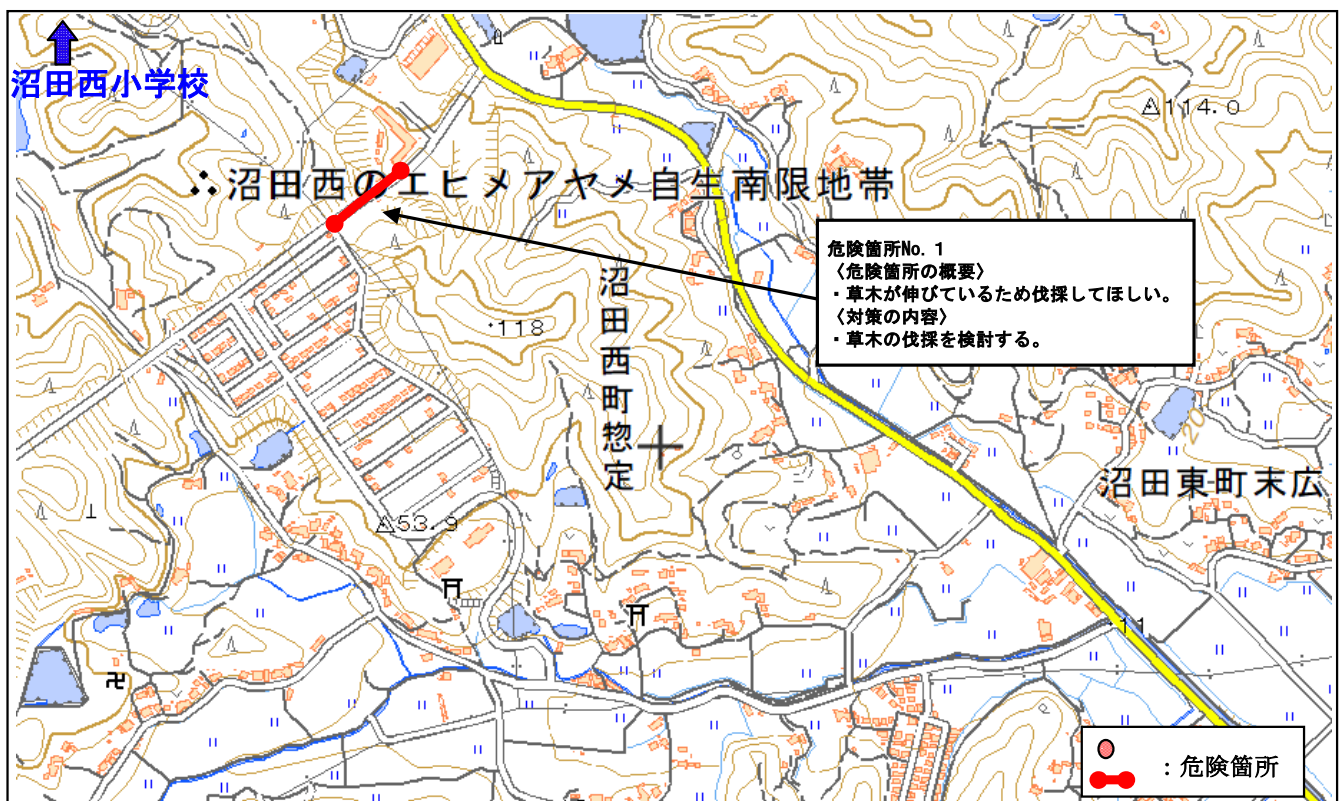 沼田西小学校
114.0
沼田西のエヒメアヤメ自生南限地帯
危険箇所No. 1
〈危険箇所の概要〉
・草木が伸びているため伐採してほしい。
〈対策の内容〉
・草木の伐採を検討する。
沼田西町惣定
118
20
沼田東町末広
53.9
11
：危険箇所